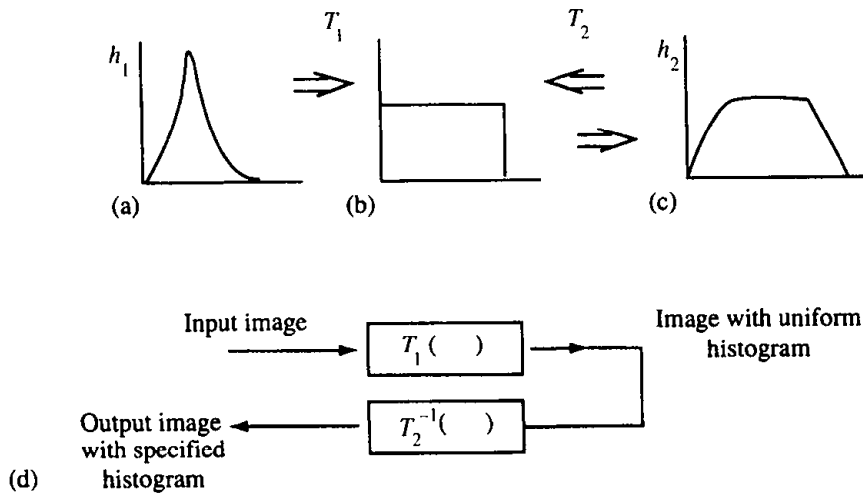 T₁ T₂
h₁ h₂
(a) (b) (c)
Input image T₁( ) Image with uniform
histogram
Output image T₂⁻¹( )
with specified
(d) histogram